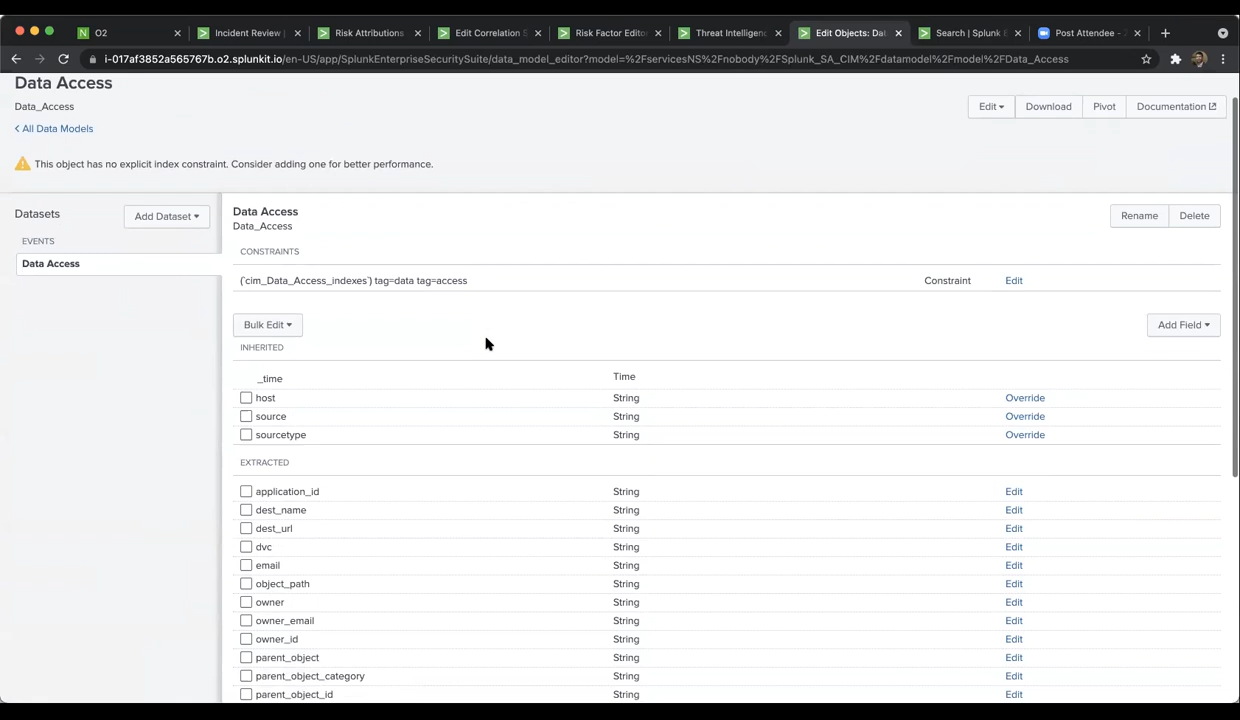 O2
Incident Review |
Risk Attributions
Edit Correlation S
Risk Factor Editor
Threat Intelligenc
Edit Objects: Dat
Search | Splunk E
Post Attendee -
i-017af3852a565767b.o2.splunkit.io/en-US/app/SplunkEnterpriseSecuritySuite/data_model_editor?model=%2FservicesNS%2Fnobody%2FSplunk_SA_CIM%2Fdatamodel%2Fmodel%2FData_Access
Data Access
Data_Access
Edit
Download
Pivot
Documentation
All Data Models
This object has no explicit index constraint. Consider adding one for better performance.
Datasets
Add Dataset
EVENTS
Data Access
Data Access
Data_Access
Rename
Delete
CONSTRAINTS
(`cim_Data_Access_indexes`) tag=data tag=access Constraint Edit
Bulk Edit
Add Field
INHERITED
_time Time
host String Override
source String Override
sourcetype String Override
EXTRACTED
application_id String Edit
dest_name String Edit
dest_url String Edit
dvc String Edit
email String Edit
object_path String Edit
owner String Edit
owner_email String Edit
owner_id String Edit
parent_object String Edit
parent_object_category String Edit
parent_object_id String Edit